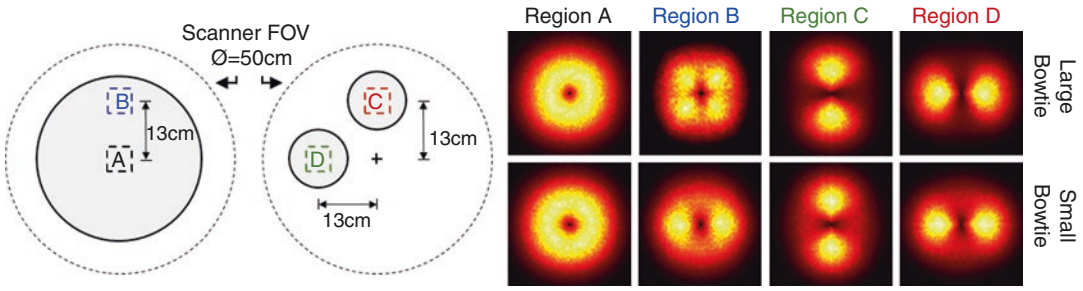 Scanner FOV
Ø=50cm
B
13cm
A
C
13cm
D
13cm
Region A Region B Region C Region D
Large
Bowtie
Small
Bowtie